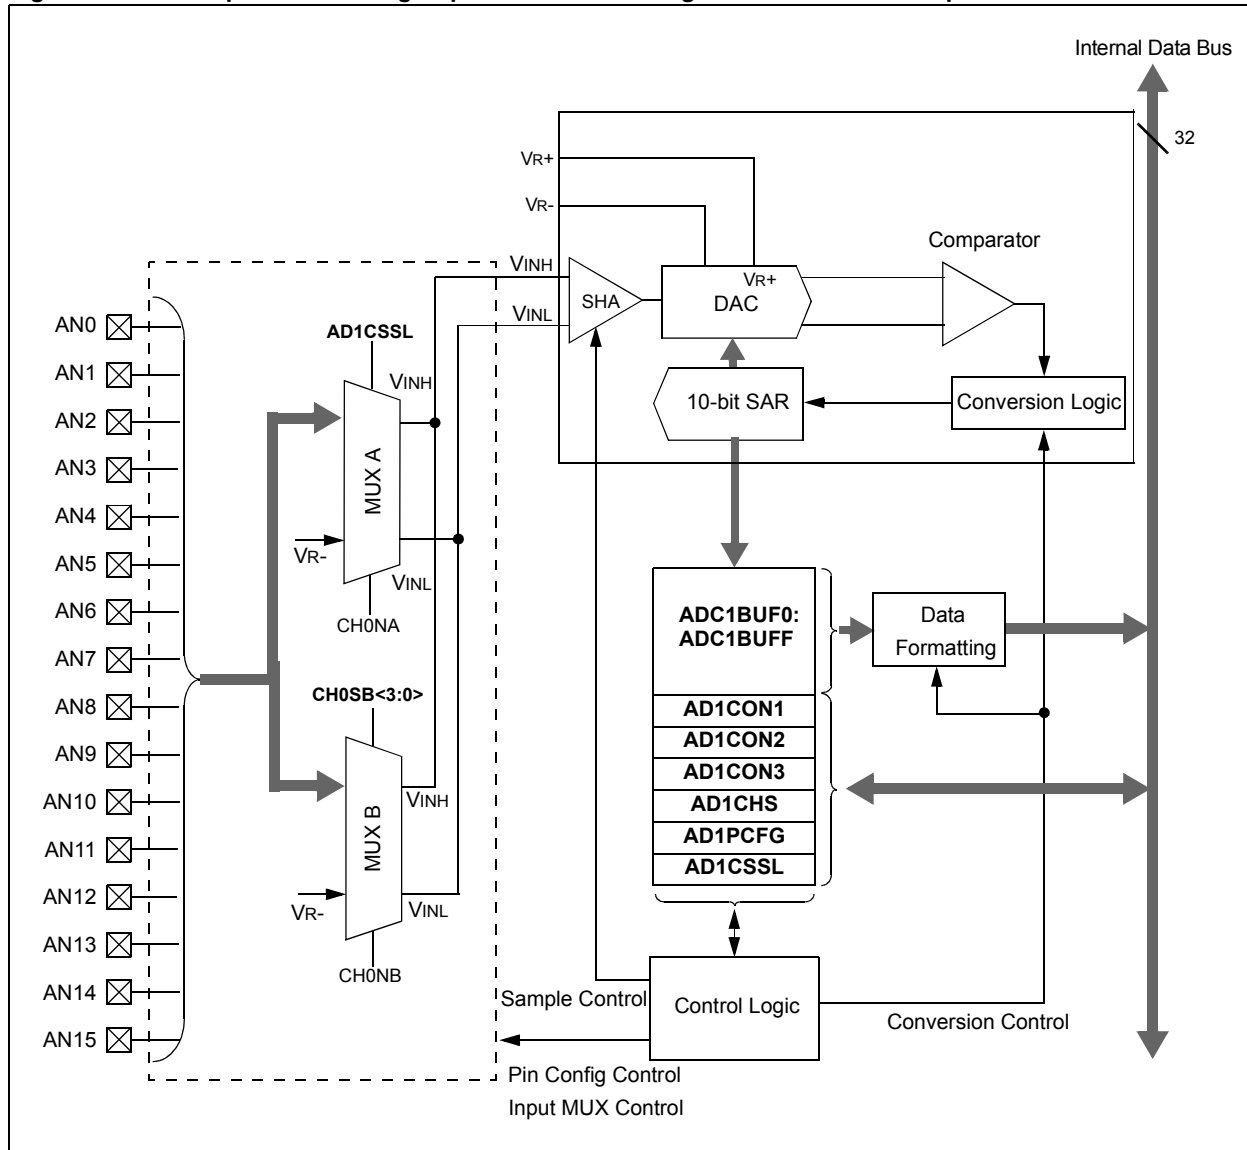 Internal Data Bus
32
VR+
VR-
Comparator
VINH
VINL
SHA
VR+
DAC
AN0
AN1
AN2
AN3
AN4
AN5
AN6
AN7
AN8
AN9
AN10
AN11
AN12
AN13
AN14
AN15
AD1CSSL
VINH
MUX A
VR-
VINL
CH0NA
10-bit SAR
Conversion Logic
CH0SB<3:0>
VINH
MUX B
VR-
VINL
CH0NB
ADC1BUF0:
ADC1BUFF
Data
Formatting
AD1CON1
AD1CON2
AD1CON3
AD1CHS
AD1PCFG
AD1CSSL
Sample Control
Control Logic
Conversion Control
Pin Config Control
Input MUX Control